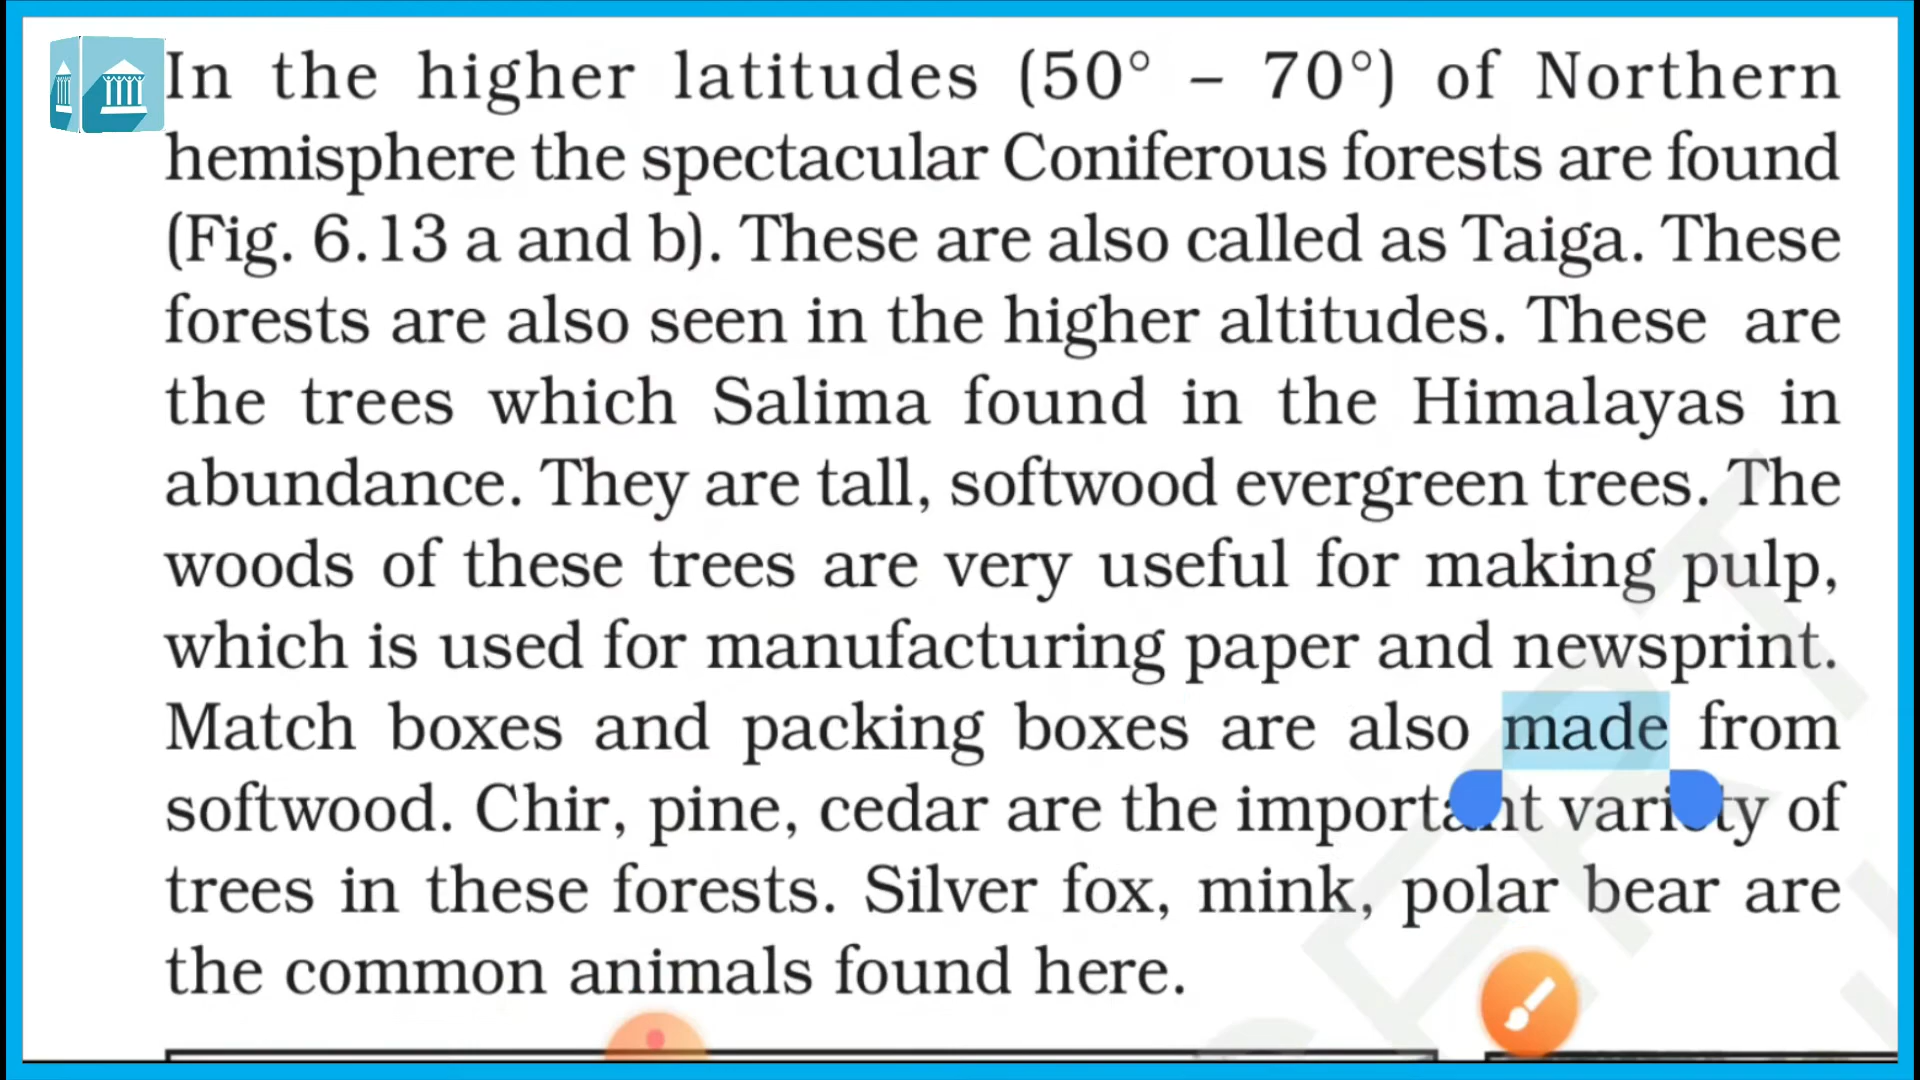 In the higher latitudes (50° – 70°) of Northern
hemisphere the spectacular Coniferous forests are found
(Fig. 6.13 a and b). These are also called as Taiga. These
forests are also seen in the higher altitudes. These are
the trees which Salima found in the Himalayas in
abundance. They are tall, softwood evergreen trees. The
woods of these trees are very useful for making pulp,
which is used for manufacturing paper and newsprint.
Match boxes and packing boxes are also made from
softwood. Chir, pine, cedar are the important variety of
trees in these forests. Silver fox, mink, polar bear are
the common animals found here.